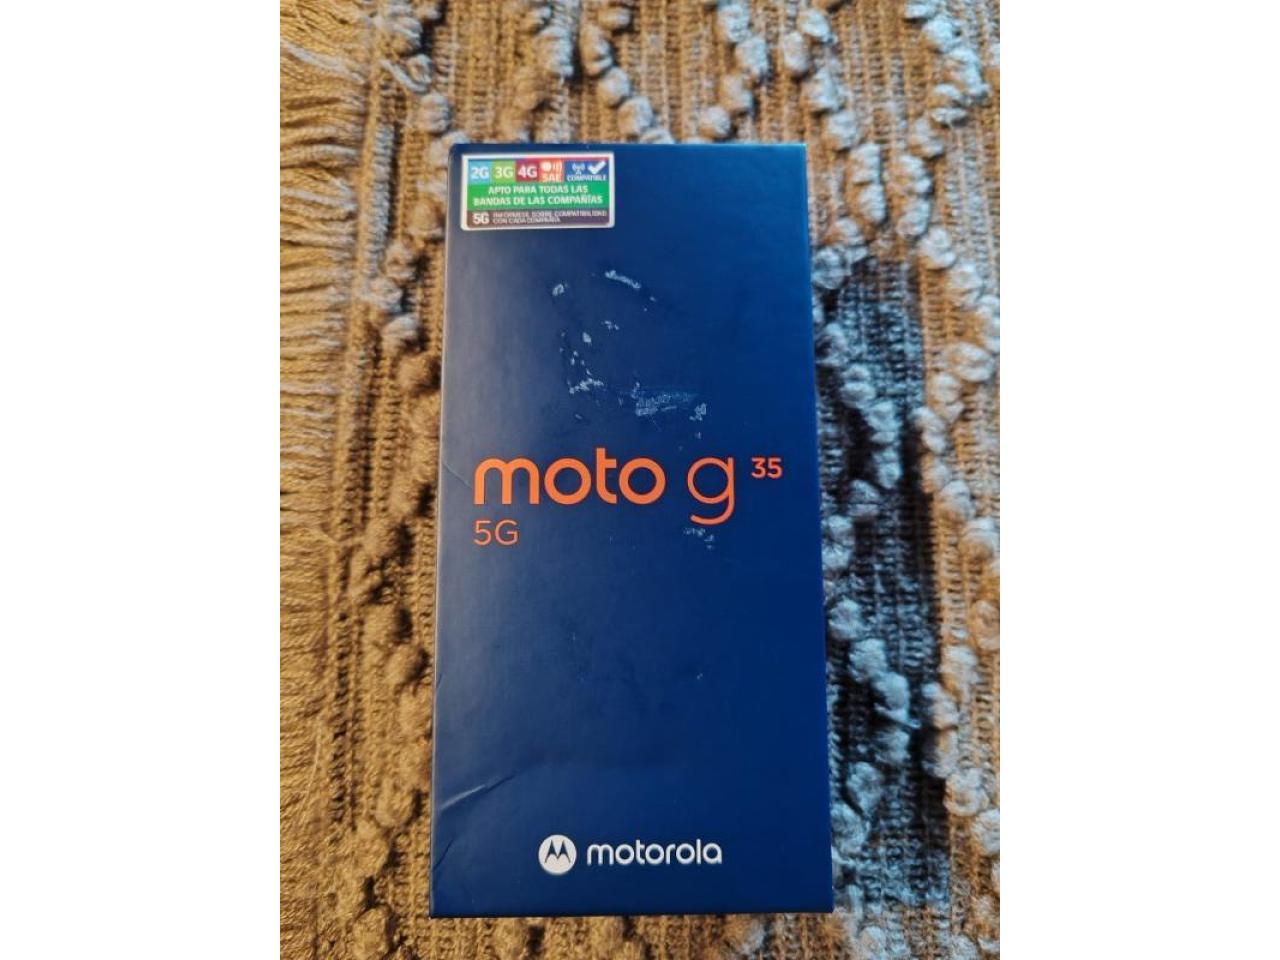 2G 3G 4G SAE COMPATIBLE
APTO PARA TODAS LAS
BANDAS DE LAS COMPAÑÍAS
5G INFÓRMESE SOBRE COMPATIBILIDAD
CON CADA COMPAÑÍA
moto g 35
5G
motorola